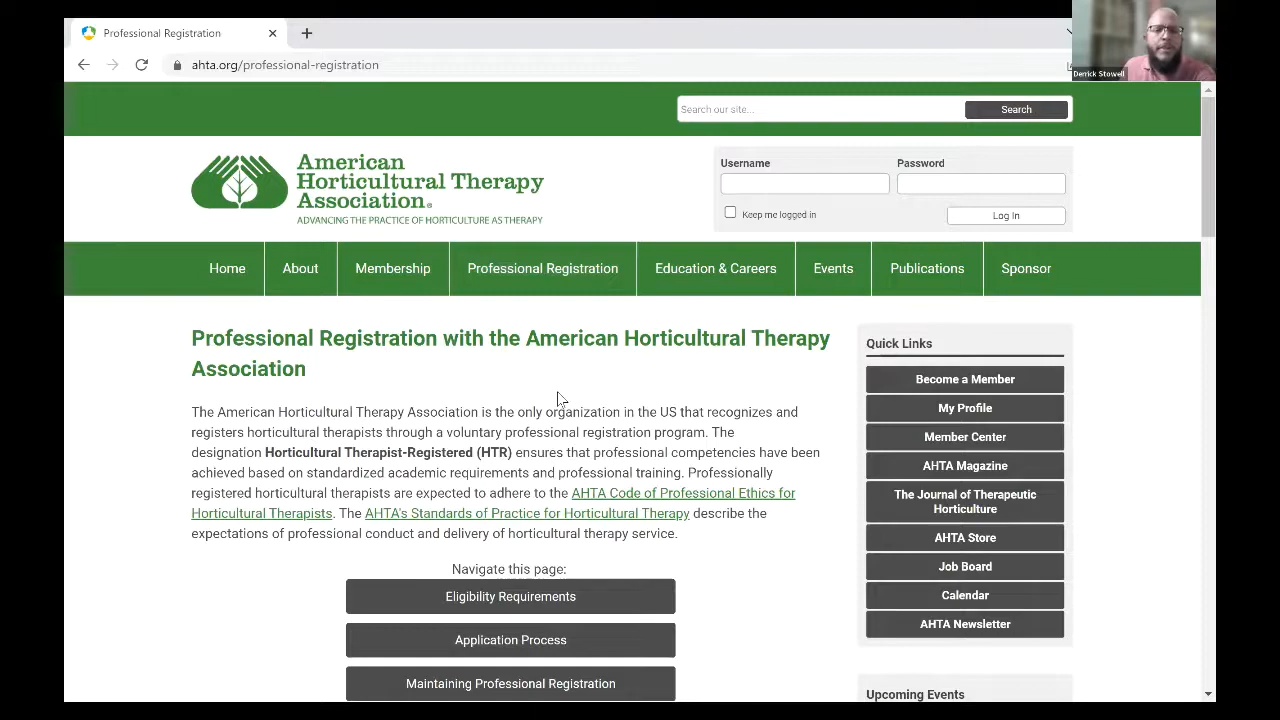 Professional Registration
ahta.org/professional-registration
Derrick Stowell
Search our site...
Search
American
Horticultural Therapy
Association®
ADVANCING THE PRACTICE OF HORTICULTURE AS THERAPY
Username
Password
Keep me logged in
Log In
Home
About
Membership
Professional Registration
Education & Careers
Events
Publications
Sponsor
Professional Registration with the American Horticultural Therapy
Association
The American Horticultural Therapy Association is the only organization in the US that recognizes and
registers horticultural therapists through a voluntary professional registration program. The
designation Horticultural Therapist-Registered (HTR) ensures that professional competencies have been
achieved based on standardized academic requirements and professional training. Professionally
registered horticultural therapists are expected to adhere to the AHTA Code of Professional Ethics for
Horticultural Therapists. The AHTA's Standards of Practice for Horticultural Therapy describe the
expectations of professional conduct and delivery of horticultural therapy service.
Navigate this page:
Eligibility Requirements
Application Process
Maintaining Professional Registration
Quick Links
Become a Member
My Profile
Member Center
AHTA Magazine
The Journal of Therapeutic
Horticulture
AHTA Store
Job Board
Calendar
AHTA Newsletter
Upcoming Events